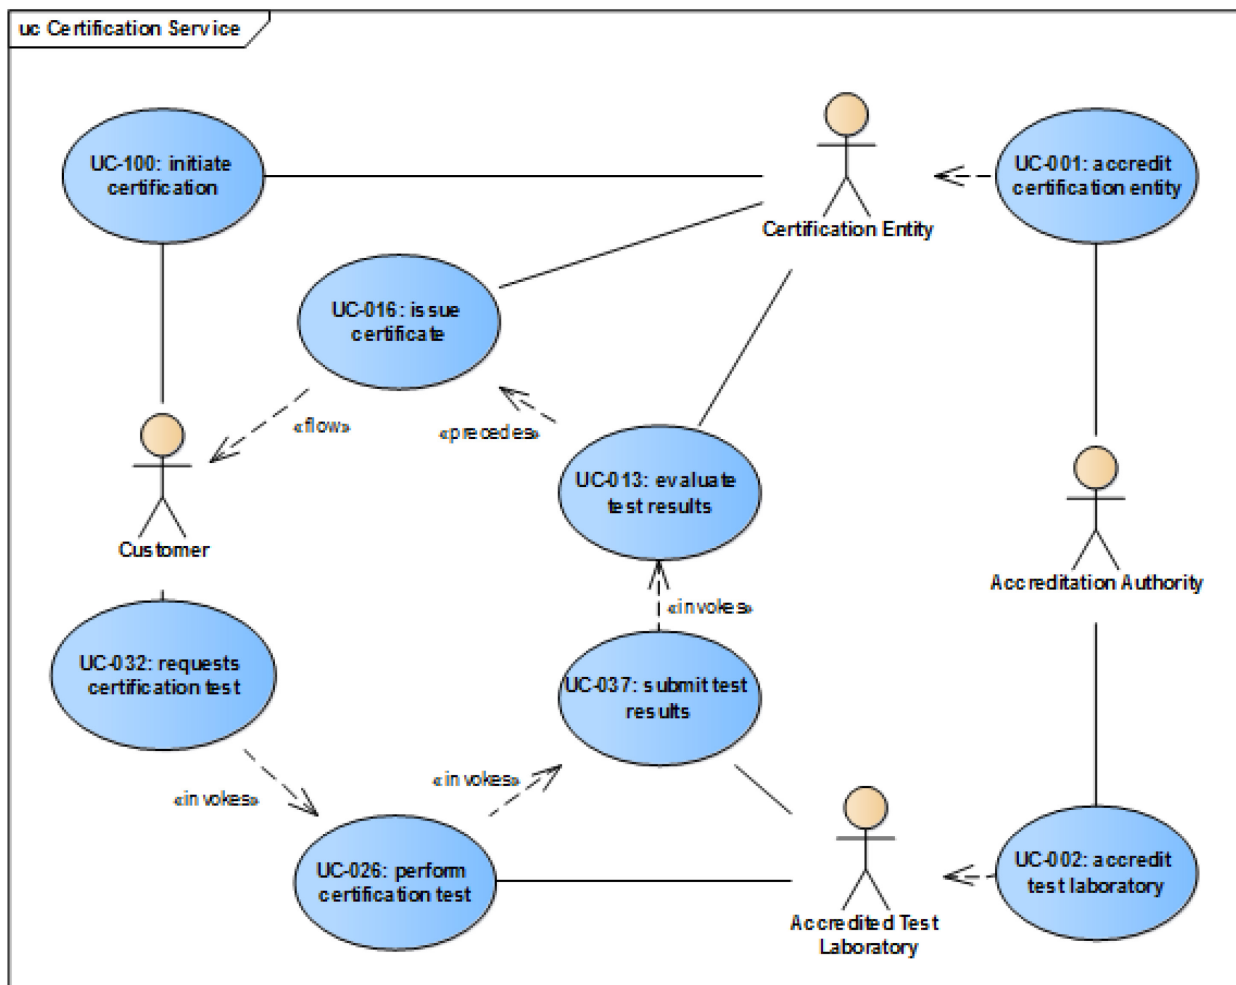 uc Certification Service
UC-100: initiate
certification
UC-001: accredit
certification entity
Certification Entity
UC-016: issue
certificate
«flow»
«precedes»
UC-013: evaluate
test results
Customer
Accreditation Authority
«invokes»
UC-032: requests
certification test
UC-037: submit test
results
«invokes»
«invokes»
UC-026: perform
certification test
UC-002: accredit
test laboratory
Accredited Test
Laboratory